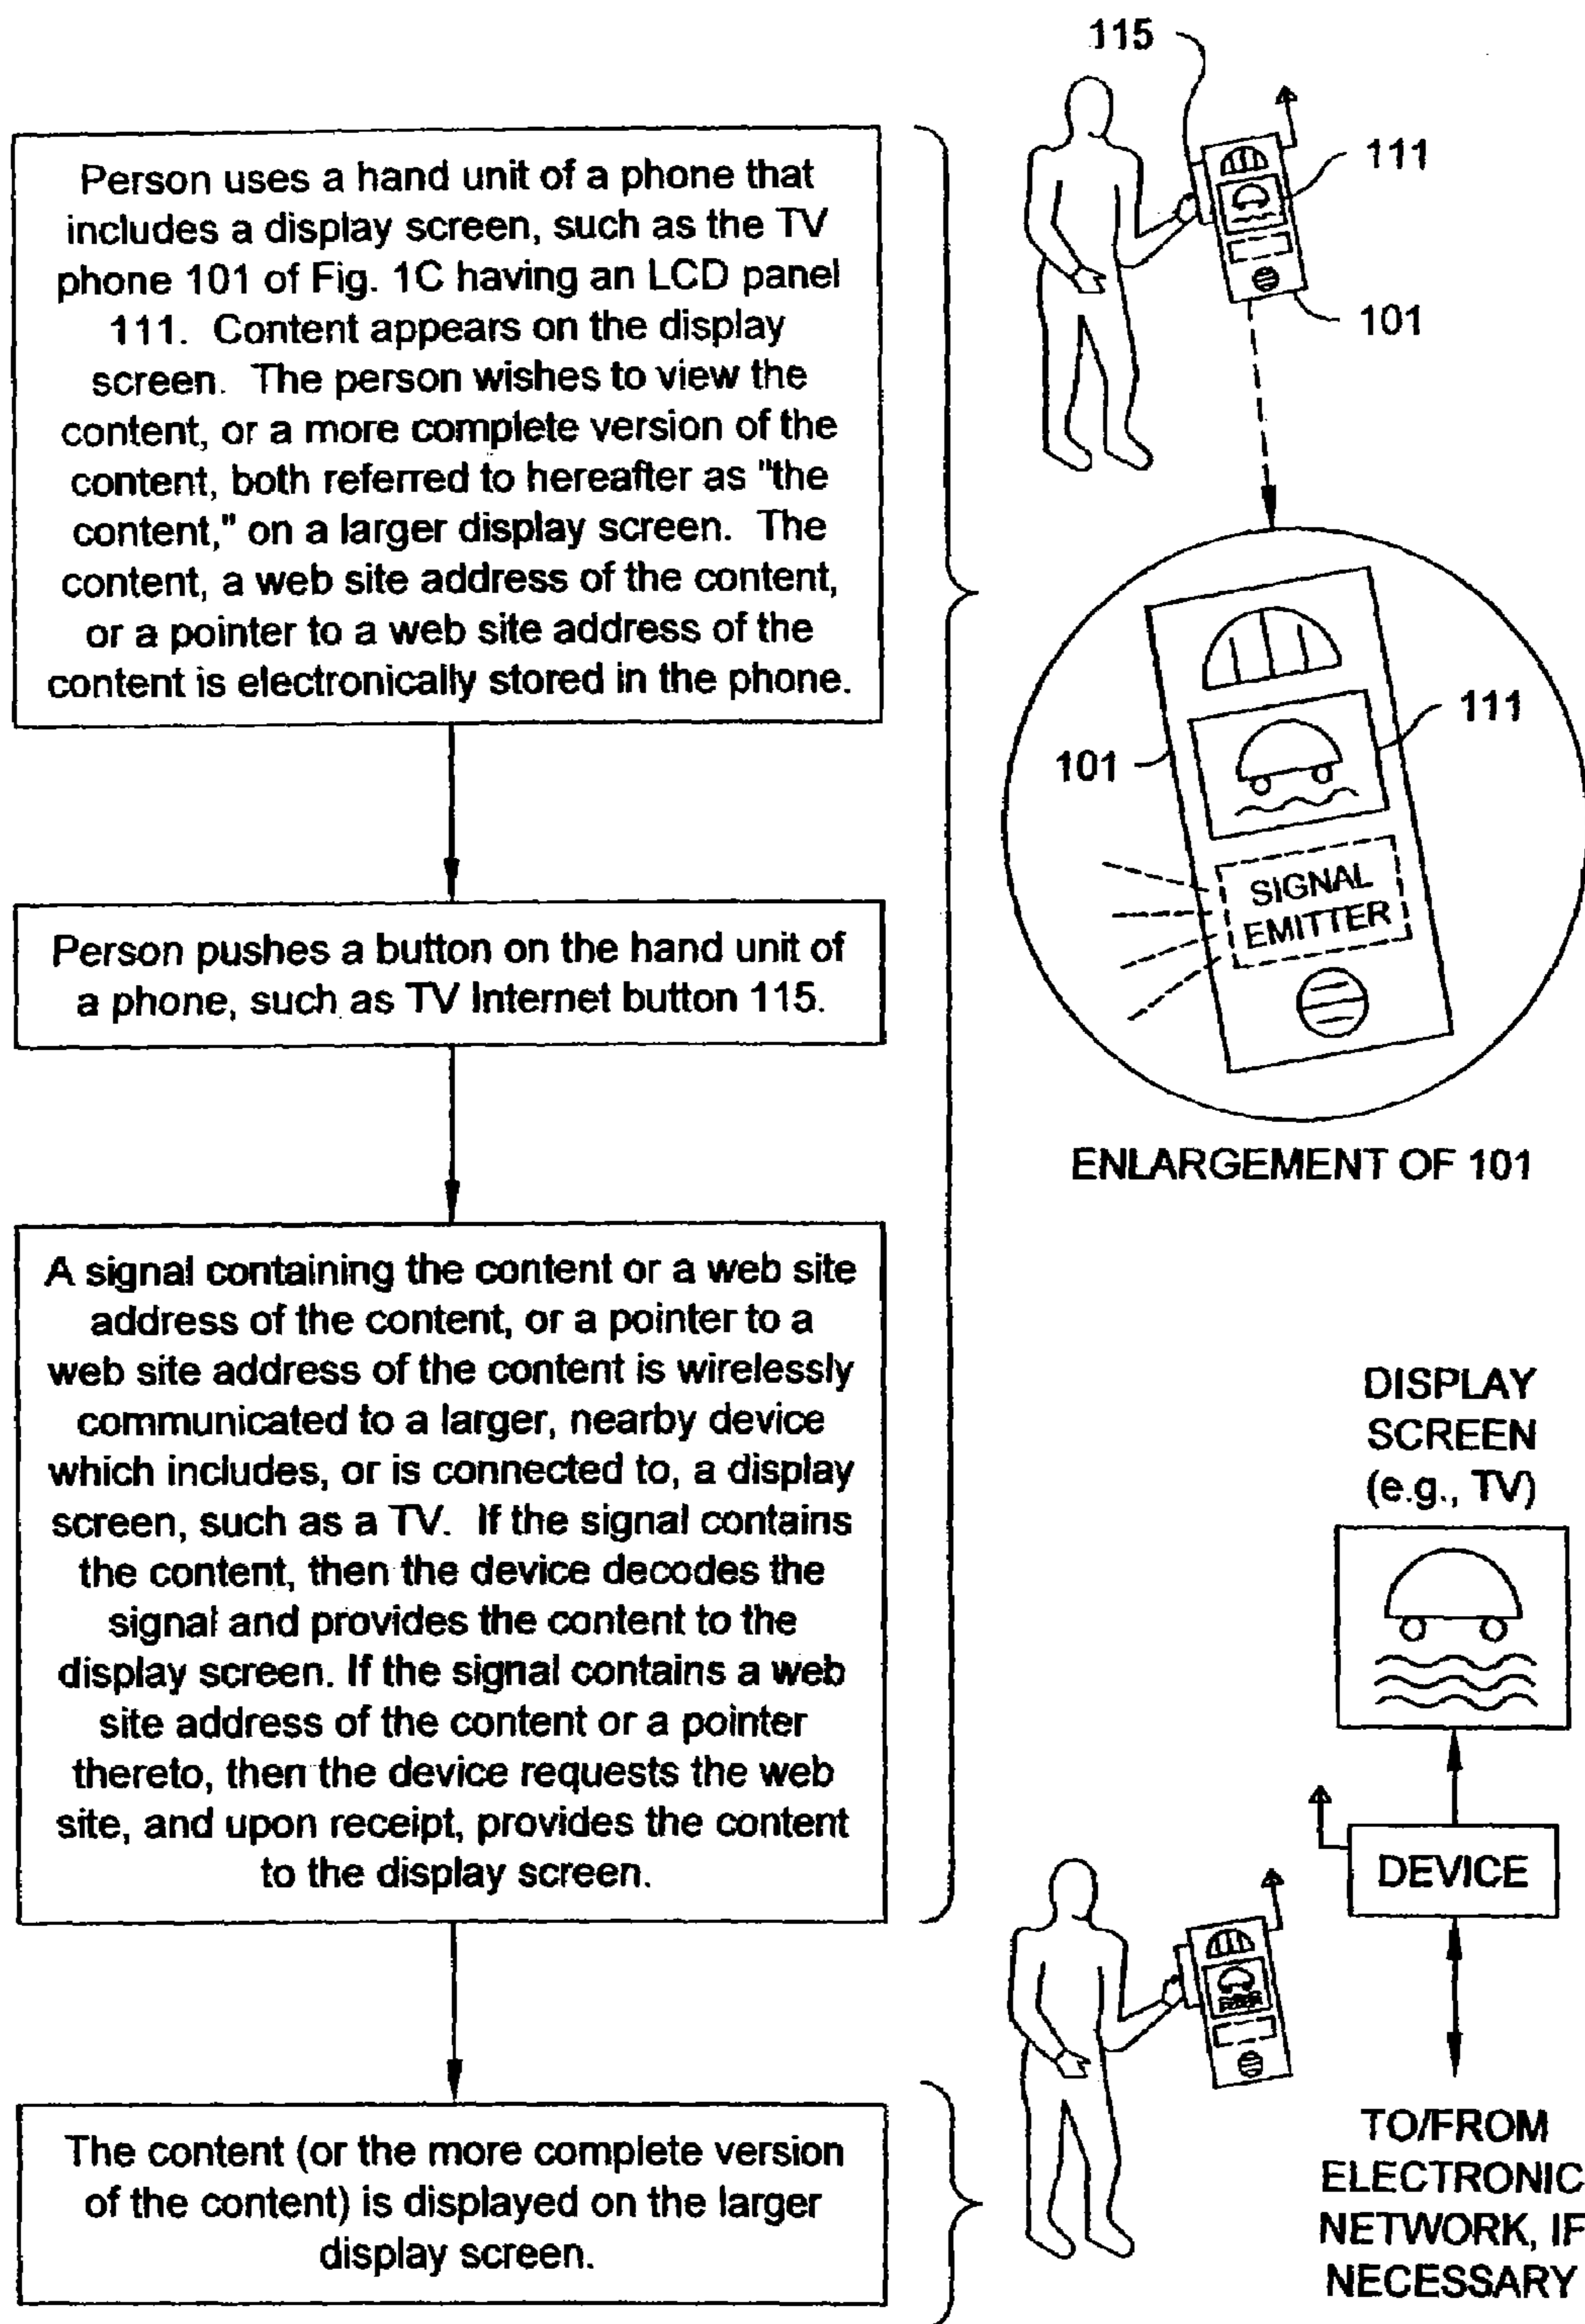 Person uses a hand unit of a phone that
includes a display screen, such as the TV
phone 101 of Fig. 1C having an LCD panel
111. Content appears on the display
screen. The person wishes to view the
content, or a more complete version of the
content, both referred to hereafter as "the
content," on a larger display screen. The
content, a web site address of the content,
or a pointer to a web site address of the
content is electronically stored in the phone.
Person pushes a button on the hand unit of
a phone, such as TV Internet button 115.
A signal containing the content or a web site
address of the content, or a pointer to a
web site address of the content is wirelessly
communicated to a larger, nearby device
which includes, or is connected to, a display
screen, such as a TV. If the signal contains
the content, then the device decodes the
signal and provides the content to the
display screen. If the signal contains a web
site address of the content or a pointer
thereto, then the device requests the web
site, and upon receipt, provides the content
to the display screen.
The content (or the more complete version
of the content) is displayed on the larger
display screen.
115
111
101
101
111
SIGNAL
EMITTER
ENLARGEMENT OF 101
DISPLAY
SCREEN
(e.g., TV)
DEVICE
TO/FROM
ELECTRONIC
NETWORK, IF
NECESSARY